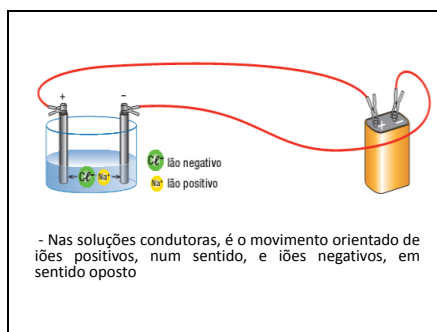 + −
+ −
Cl⁻ Ião negativo
Cl⁻ Na⁺ Na⁺ Ião positivo
- Nas soluções condutoras, é o movimento orientado de
iões positivos, num sentido, e iões negativos, em
sentido oposto